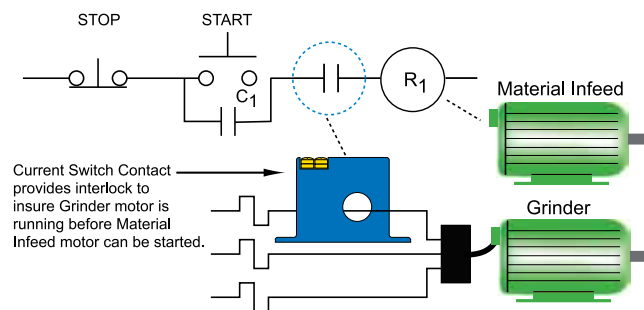 STOP
START
C1
R1
Material Infeed
Current Switch Contact
provides interlock to
insure Grinder motor is
running before Material
Infeed motor can be started.
Grinder